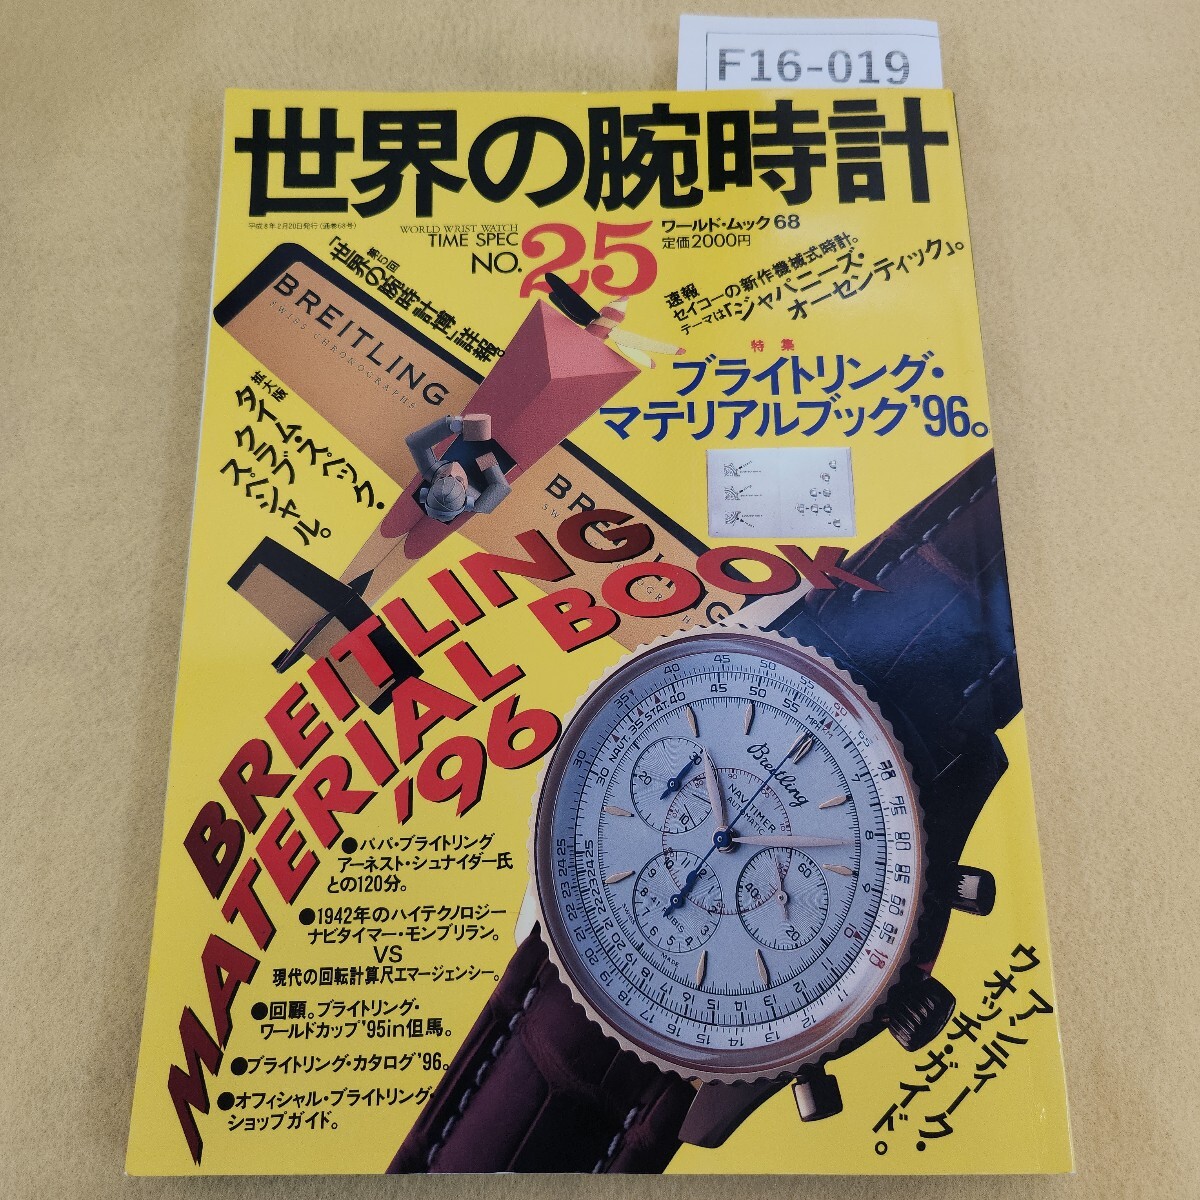 F16-019
世界の腕時計
平成8年2月20日発行(通巻68号)
WORLD WRIST WATCH
TIME SPEC
NO.25
ワールド・ムック68
定価2000円
第5回
「世界の腕時計博」詳報。
速報
セイコーの新作機械式時計。
テーマは「ジャパニーズ・
オーセンティック」。
特集
ブライトリング・
マテリアルブック'96。
BREITLING
SWISS CHRONOGRAPHS
拡大版
タイム・スペック・
スクラブ
スペシャル。
BREITLING
MATERIAL BOOK
'96
●パパ・ブライトリング
アーネスト・シュナイダー氏
との120分。
●1942年のハイテクノロジー
ナビタイマー・モンブリラン。
VS
現代の回転計算尺エマージェンシー。
●回顧。ブライトリング・
ワールドカップ'95in但馬。
●ブライトリング・カタログ'96。
●オフィシャル・ブライトリング・
ショップガイド。
Breitling
NAVITIMER
AUTOMATIC
NAUT.
STAT.
MPH
アンティーク・
ウオッチ・ガイド。